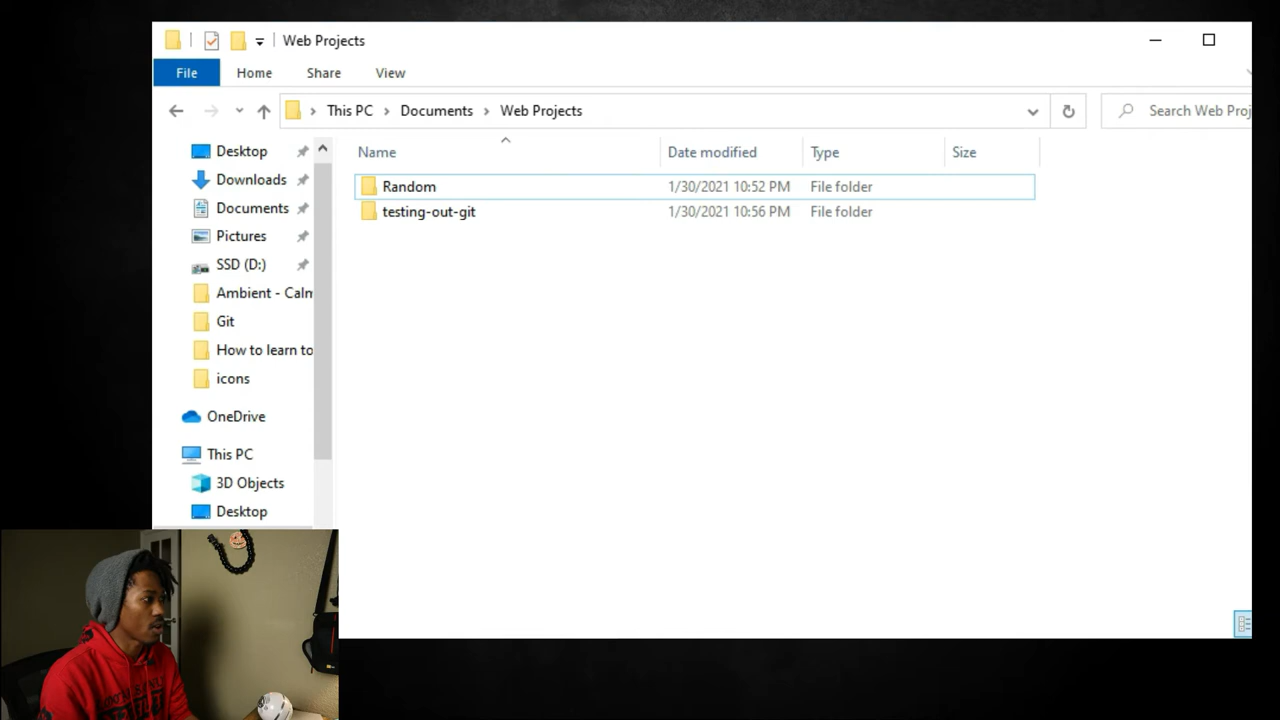 Web Projects
File Home Share View
This PC Documents Web Projects Search Web Proj
Name Date modified Type Size
Random 1/30/2021 10:52 PM File folder
testing-out-git 1/30/2021 10:56 PM File folder
Desktop
Downloads
Documents
Pictures
SSD (D:)
Ambient - Caln
Git
How to learn to
icons
OneDrive
This PC
3D Objects
Desktop